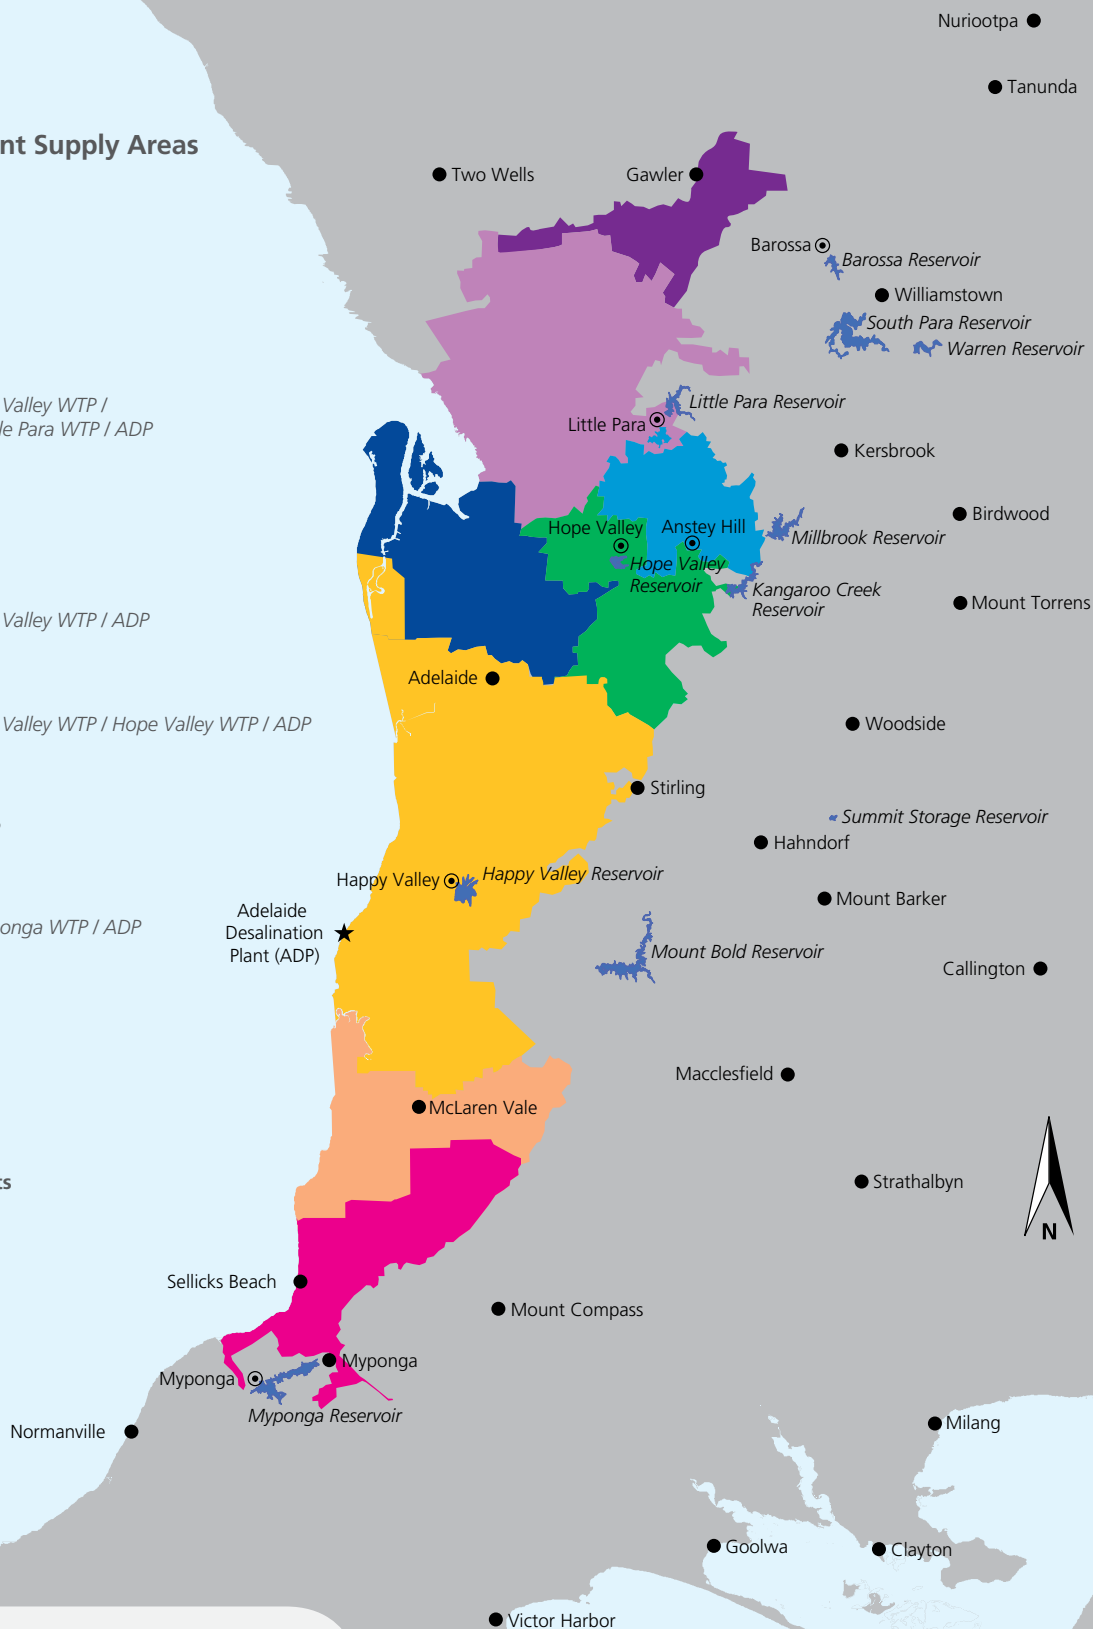 Nuriootpa
Tanunda
nt Supply Areas
Two Wells
Gawler
Barossa
Barossa Reservoir
Williamstown
South Para Reservoir
Warren Reservoir
Valley WTP /
Little Para Reservoir
le Para WTP / ADP
Little Para
Kersbrook
Birdwood
Hope Valley
Anstey Hill
Millbrook Reservoir
Hope Valley
Reservoir
Kangaroo Creek
Reservoir
Mount Torrens
Valley WTP / ADP
Adelaide
Valley WTP / Hope Valley WTP / ADP
Woodside
Stirling
Summit Storage Reservoir
Hahndorf
Happy Valley
Happy Valley Reservoir
Mount Barker
Adelaide
Desalination
Plant (ADP)
onga WTP / ADP
Mount Bold Reservoir
Callington
Macclesfield
McLaren Vale
Strathalbyn
N
Sellicks Beach
Mount Compass
Myponga
Myponga
Myponga Reservoir
Normanville
Milang
Goolwa
Clayton
Victor Harbor